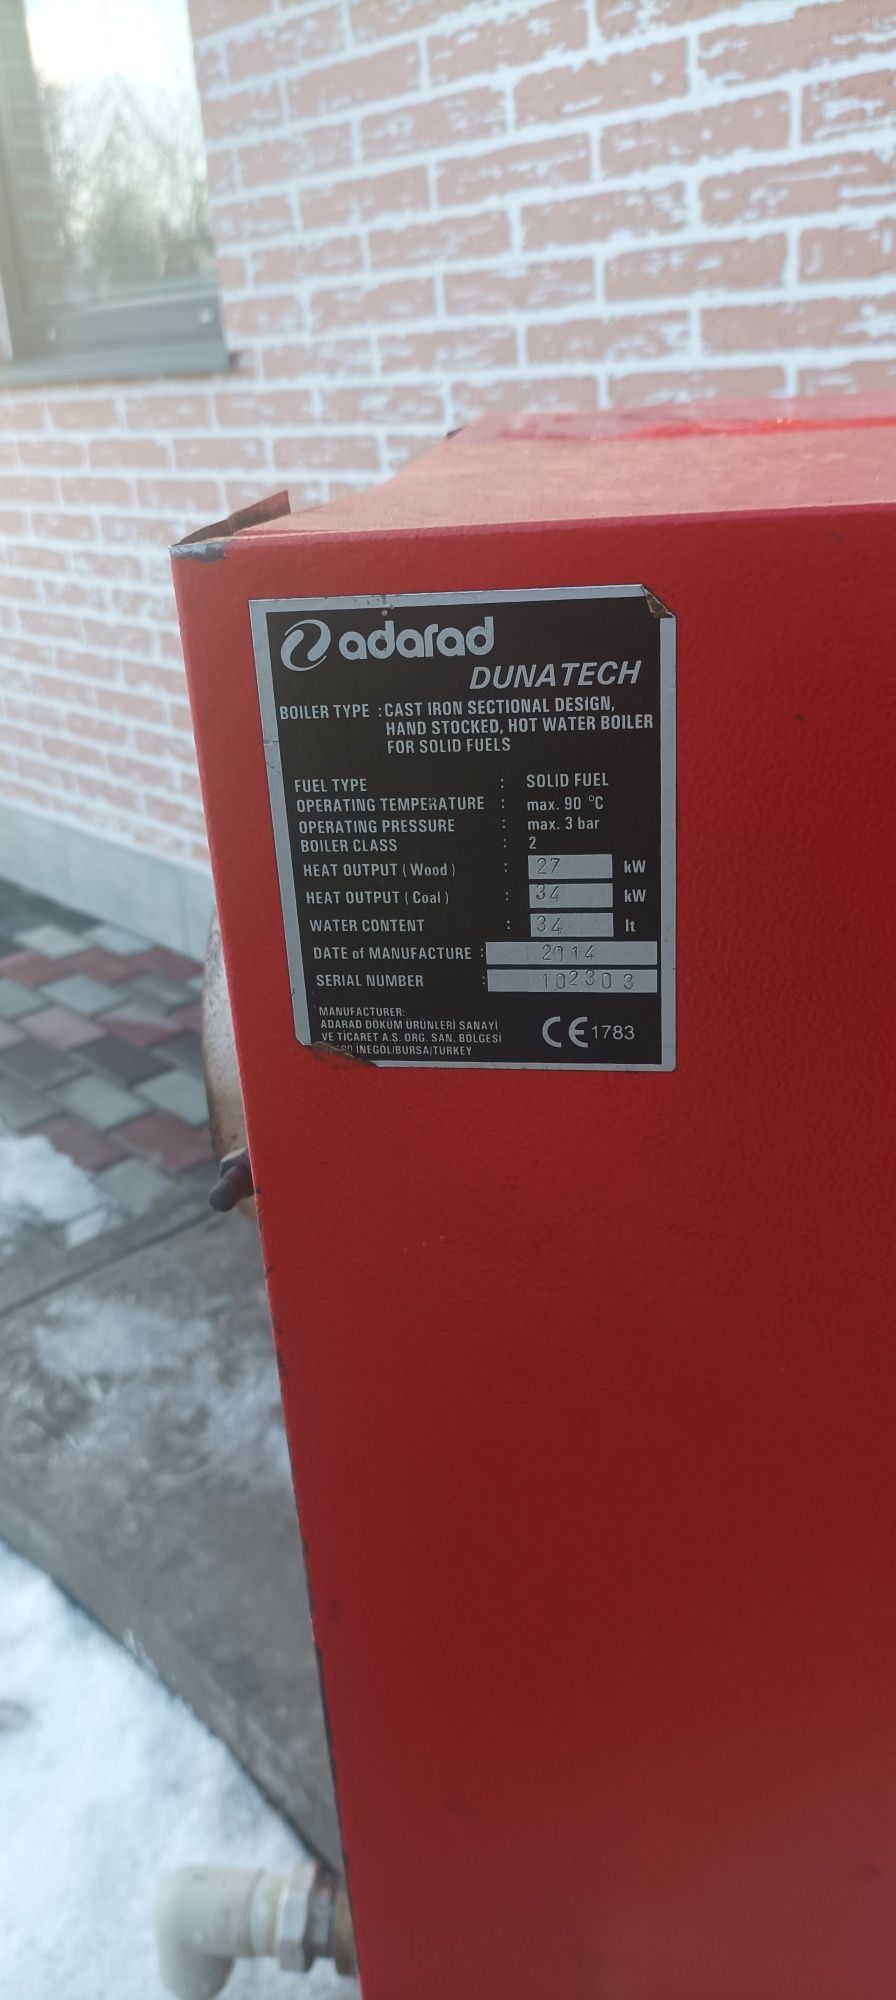 adarad
DUNATECH
BOILER TYPE : CAST IRON SECTIONAL DESIGN,
HAND STOCKED, HOT WATER BOILER
FOR SOLID FUELS
FUEL TYPE : SOLID FUEL
OPERATING TEMPERATURE : max. 90 °C
OPERATING PRESSURE : max. 3 bar
BOILER CLASS : 2
HEAT OUTPUT ( Wood ) : 27 kW
HEAT OUTPUT ( Coal ) : 34 kW
WATER CONTENT : 34 lt
DATE of MANUFACTURE : 2014
SERIAL NUMBER : 102303
MANUFACTURER:
ADARAD DÖKÜM ÜRÜNLERİ SANAYİ
VE TİCARET A.Ş. ORG. SAN. BÖLGESİ
İNEGÖL/BURSA/TURKEY
CE 1783